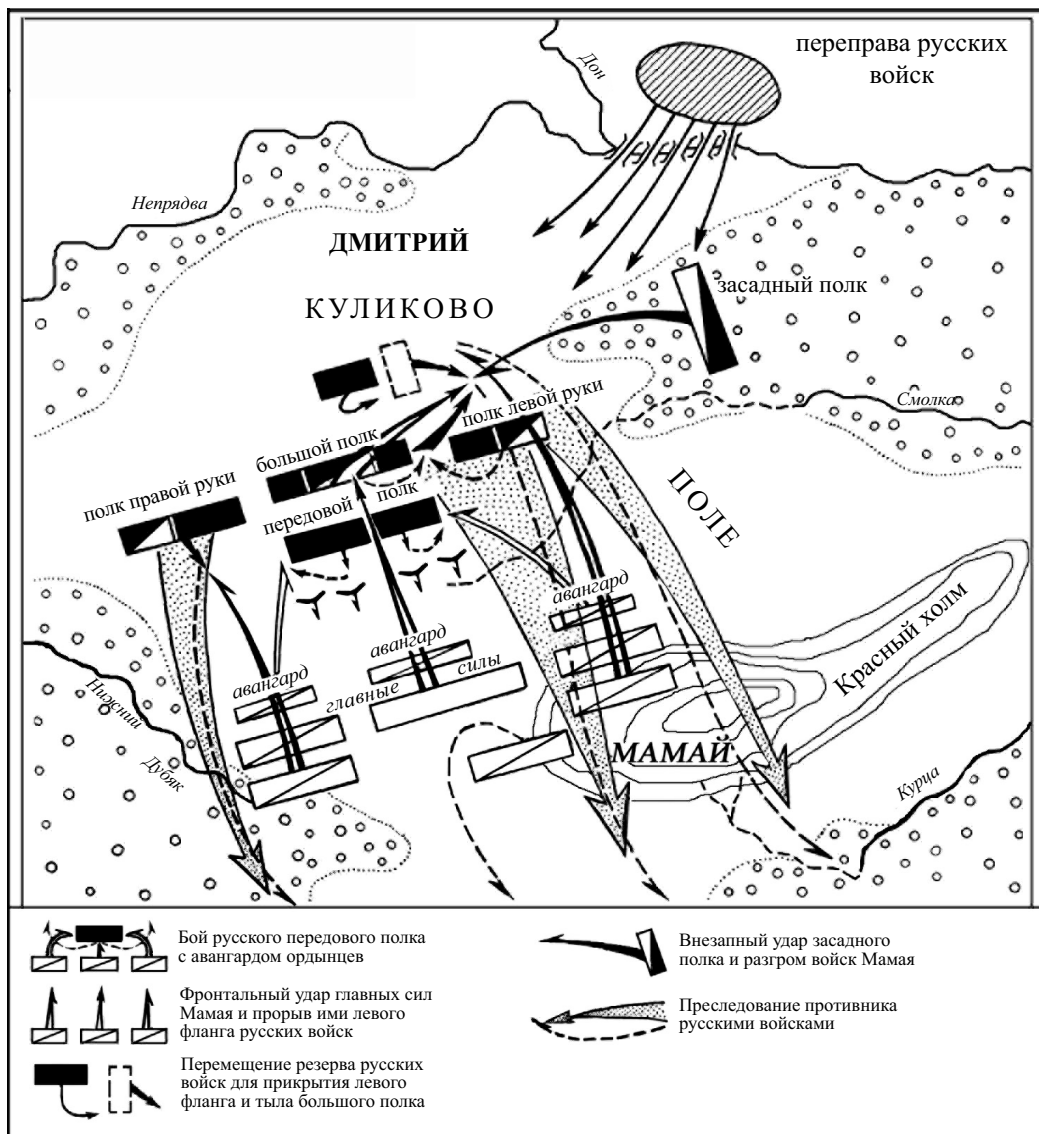 переправа русских
войск
Дон
Непрядва
ДМИТРИЙ
КУЛИКОВО
засадный полк
Смолка
полк левой руки
большой полк
полк правой руки
передовой полк
ПОЛЕ
авангард
авангард
авангард
главные силы
Красный холм
Нижний
Дубяк
МАМАЙ
Курца
Бой русского передового полка
с авангардом ордынцев
Фронтальный удар главных сил
Мамая и прорыв ими левого
фланга русских войск
Перемещение резерва русских
войск для прикрытия левого
фланга и тыла большого полка
Внезапный удар засадного
полка и разгром войск Мамая
Преследование противника
русскими войсками